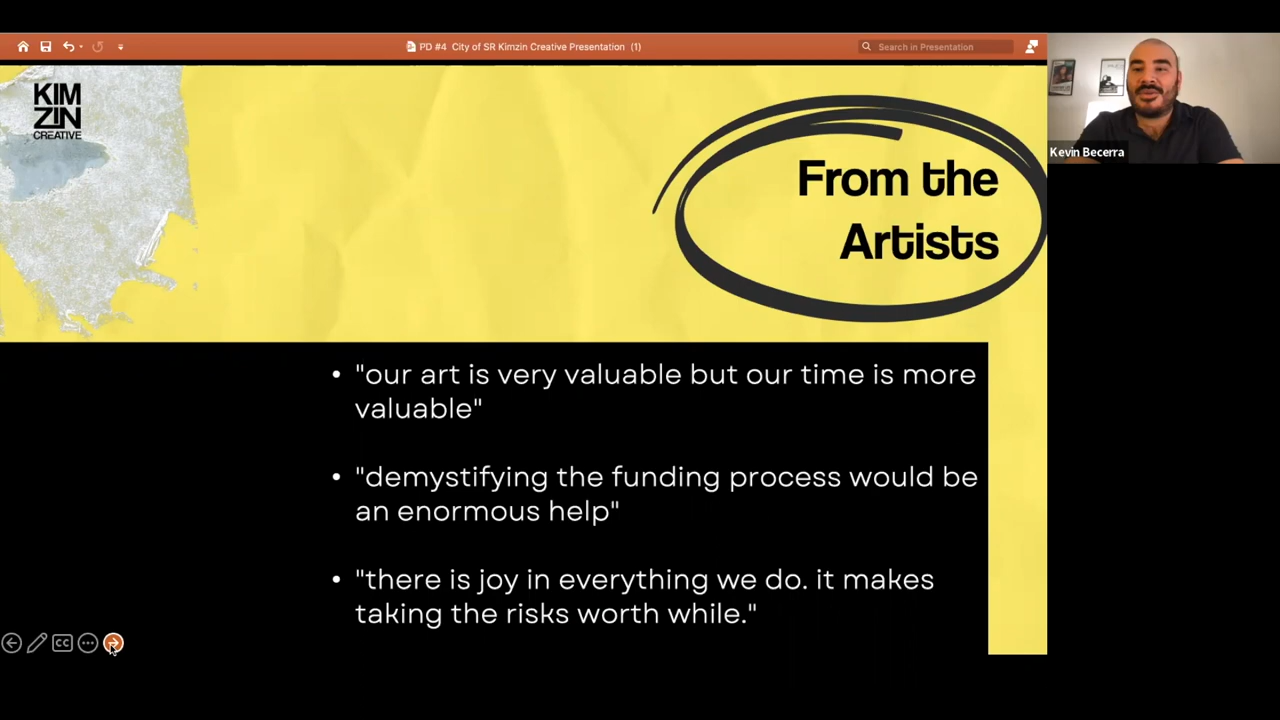 PD #4 City of SR Kimzin Creative Presentation (1)
Search in Presentation
KIM
ZIN
CREATIVE
From the
Artists
Kevin Becerra
• "our art is very valuable but our time is more
valuable"
• "demystifying the funding process would be
an enormous help"
• "there is joy in everything we do. it makes
taking the risks worth while."
CC